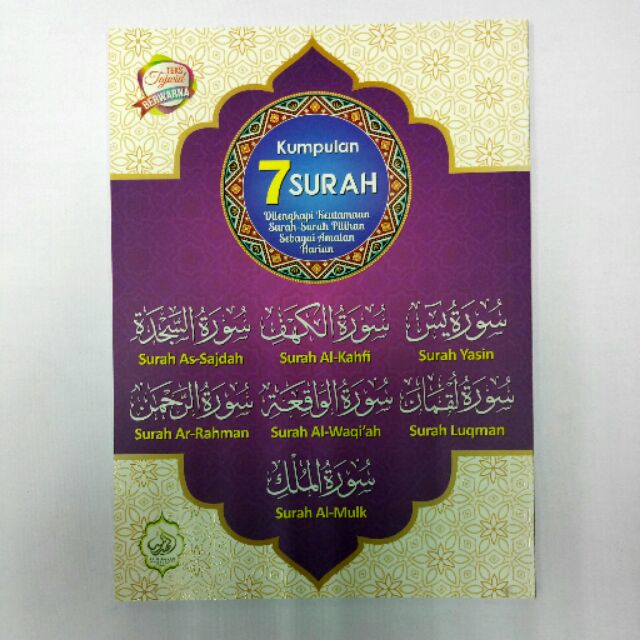 TEKS
Tajwid
BERWARNA
Kumpulan
7 SURAH
Dilengkapi Keutamaan
Surah-Surah Pilihan
Sebagai Amalan
Harian
سُورَةُ السَّجْدَةِ سُورَةُ الْكَهْفِ سُورَةُ يسٓ
Surah As-Sajdah Surah Al-Kahfi Surah Yasin
سُورَةُ الرَّحْمٰنِ سُورَةُ الْوَاقِعَةِ سُورَةُ لُقْمَانَ
Surah Ar-Rahman Surah Al-Waqi'ah Surah Luqman
سُورَةُ الْمُلْكِ
Surah Al-Mulk